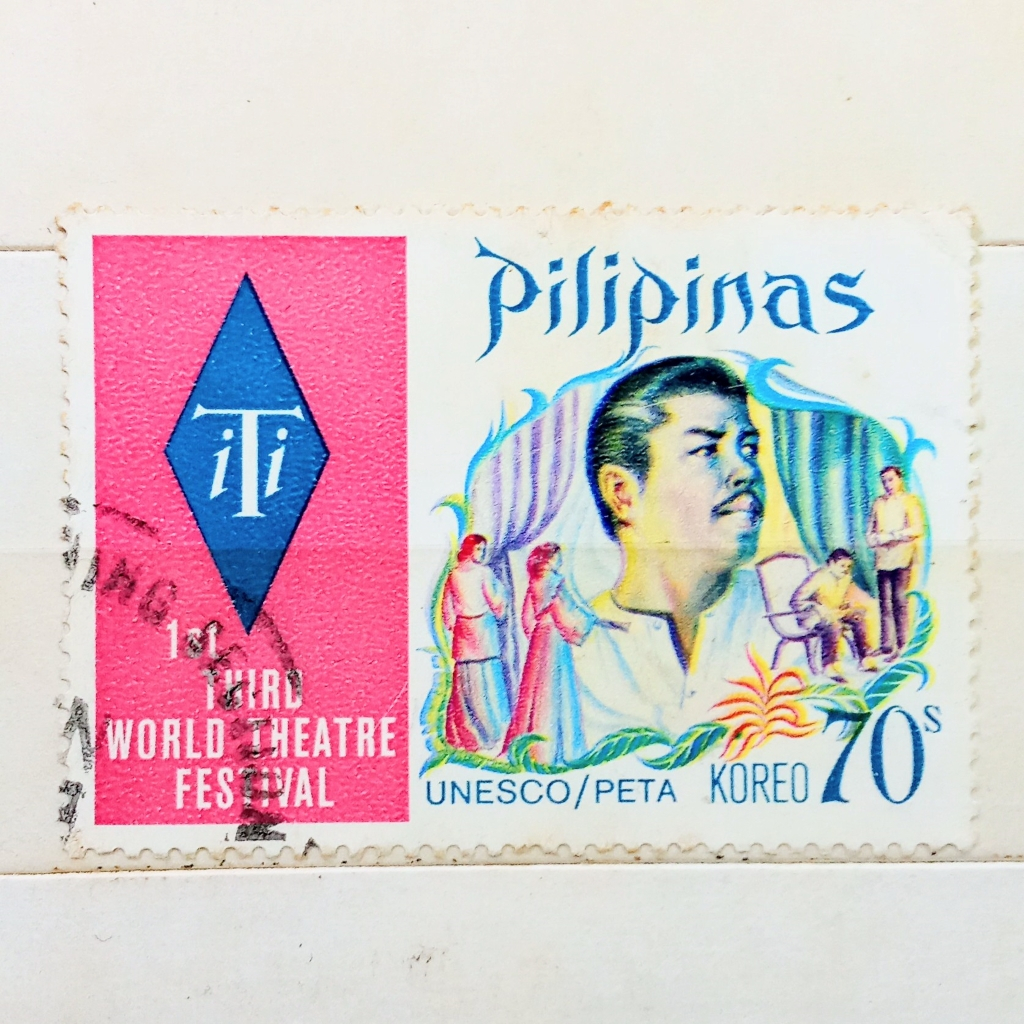 iTi
1st
THIRD
WORLD THEATRE
FESTIVAL
Pilipinas
UNESCO/PETA KOREO 70s